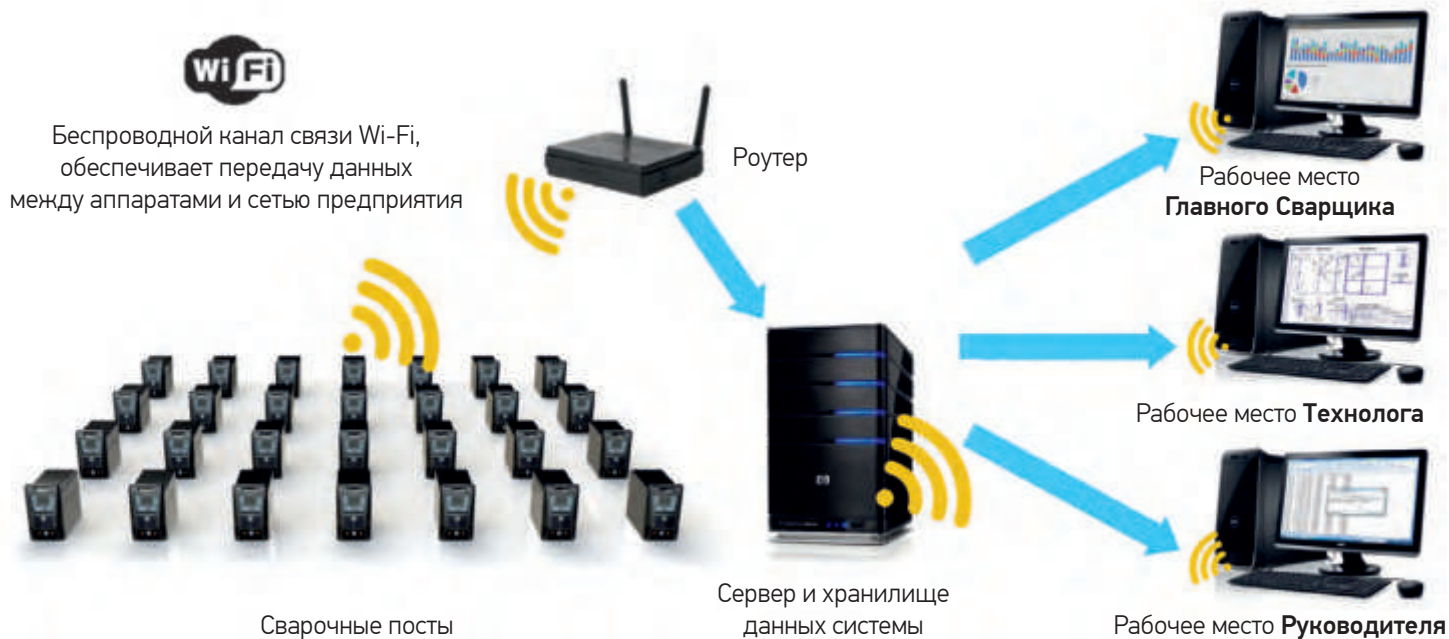 Wi Fi
Беспроводной канал связи Wi-Fi,
обеспечивает передачу данных
между аппаратами и сетью предприятия
Роутер
Рабочее место
Главного Сварщика
Рабочее место Технолога
Сварочные посты
Сервер и хранилище
данных системы
Рабочее место Руководителя